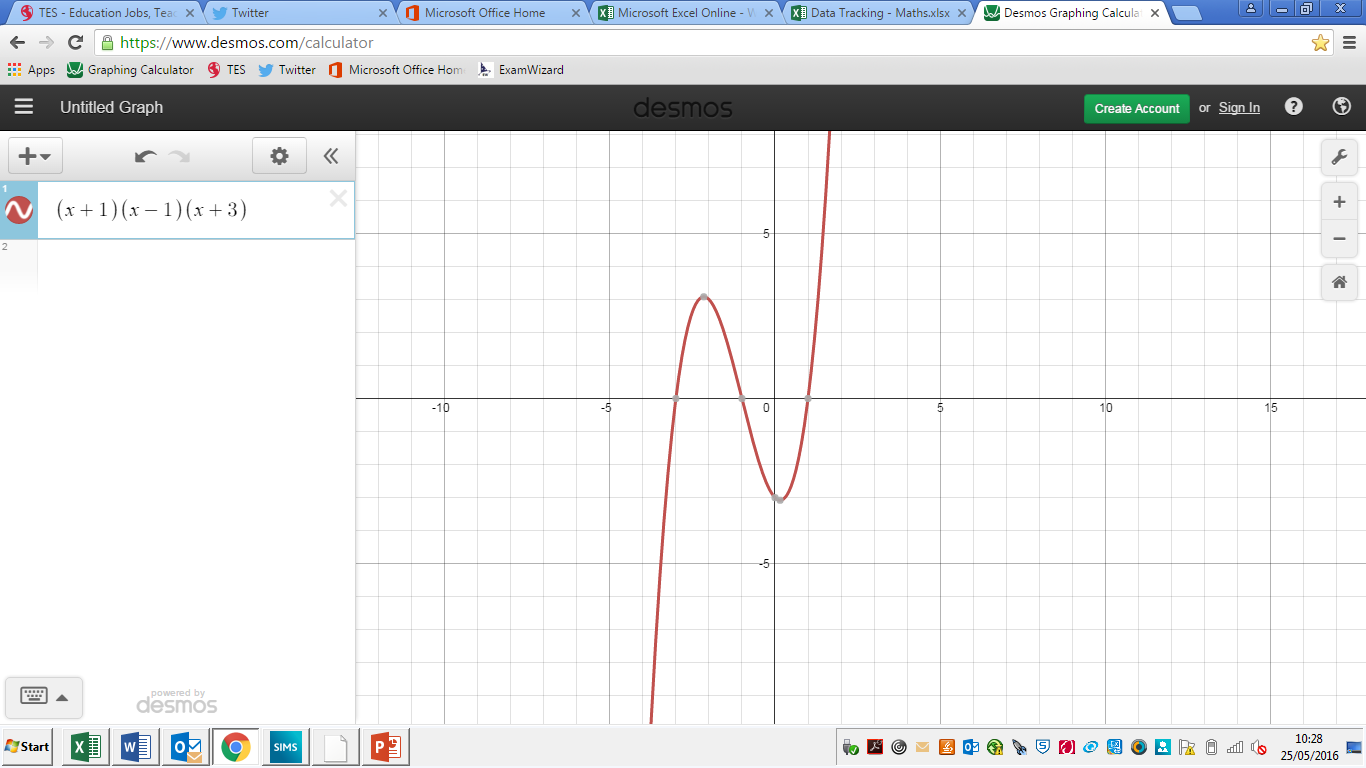 TES - Education Jobs, Tea
Twitter
Microsoft Office Home
Microsoft Excel Online - W
Data Tracking - Maths.xlsx
Desmos Graphing Calcula
https://www.desmos.com/calculator
Apps
Graphing Calculator
TES
Twitter
Microsoft Office Hom
ExamWizard
Untitled Graph
desmos
Create Account or Sign In ?
1
(x + 1)(x − 1)(x + 3)
2
5
-10 -5 0 5 10 15
-5
powered by
desmos
Start
SIMS
10:28
25/05/2016